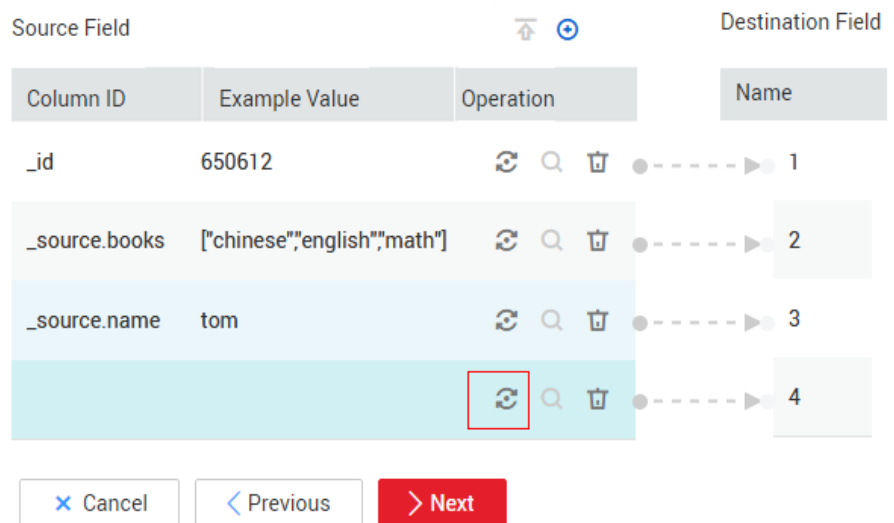 Source Field Destination Field
Column ID Example Value Operation Name
_id 650612 1
_source.books ["chinese","english","math"] 2
_source.name tom 3
4
Cancel Previous Next